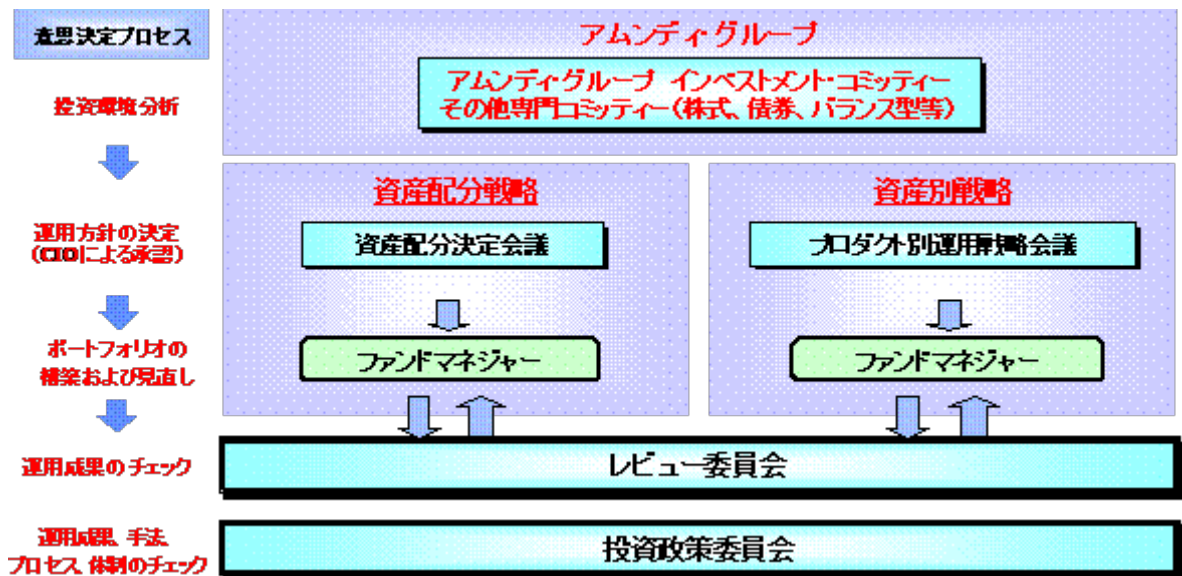 意思決定プロセス
アムンディ・グループ
アムンディ・グループ インベストメント・コミッティー
その他専門コミッティー(株式、債券、バランス型等)
投資環境分析
資産配分戦略
資産別戦略
運用方針の決定
(CIOによる承認)
資産配分決定会議
プロダクト別運用戦略会議
ポートフォリオの
構築および見直し
ファンドマネジャー
ファンドマネジャー
運用成果のチェック
レビュー委員会
運用成果、手法、
プロセス、体制のチェック
投資政策委員会